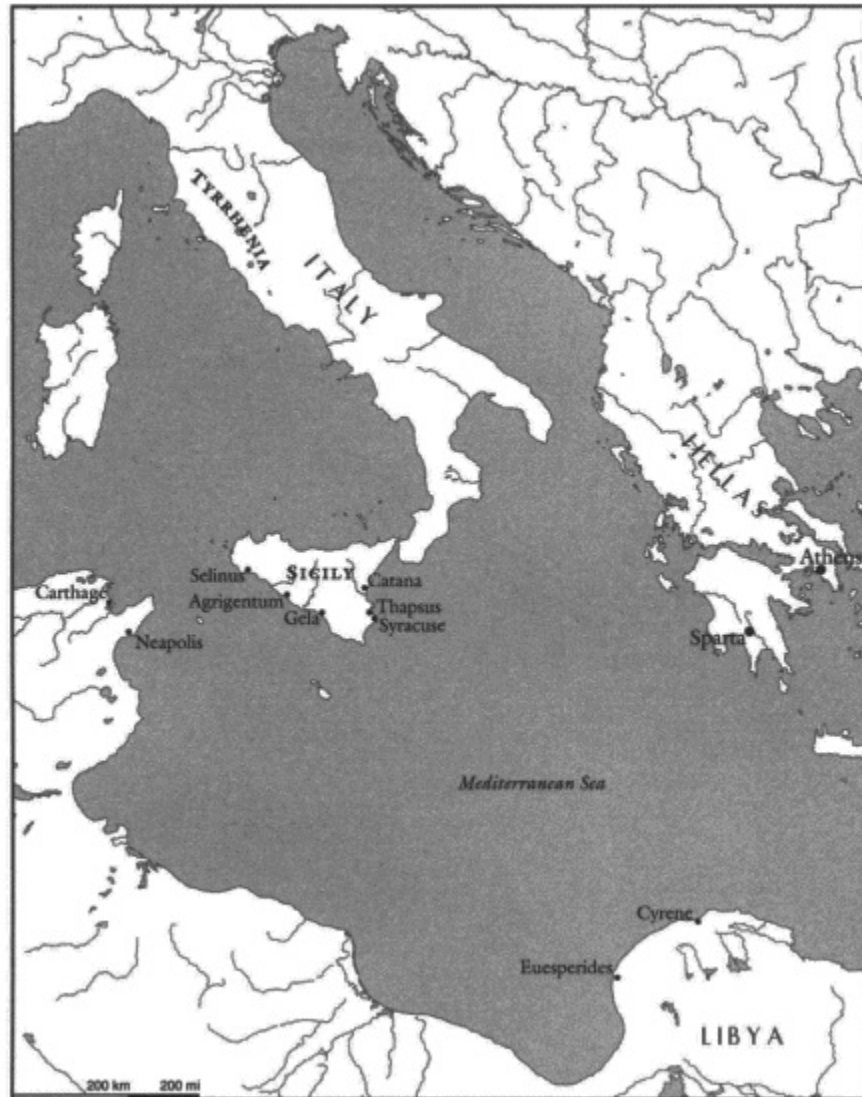 TYRRHENIA
ITALY
HELLAS
Athens
Selinus
SICILY
Catana
Carthage
Agrigentum
Thapsus
Gela
Syracuse
Neapolis
Sparta
Mediterranean Sea
Cyrene
Euesperides
LIBYA
200 km 200 mi